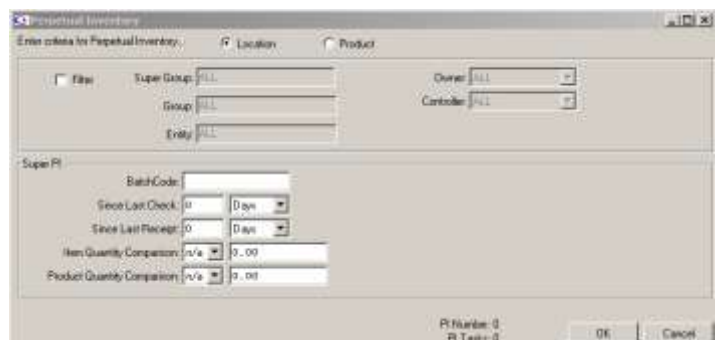 Perpetual Inventory
Enter criteria for Perpetual Inventory... Location Product
Filter Super Group: ALL Owner: ALL
Group: ALL Controller: ALL
Entity: ALL
Super PI
BatchCode:
Since Last Check: 0 Days
Since Last Receipt: 0 Days
Item Quantity Comparison: n/a 0.00
Product Quantity Comparison: n/a 0.00
PI Number: 0
PI Tasks: 0
OK Cancel